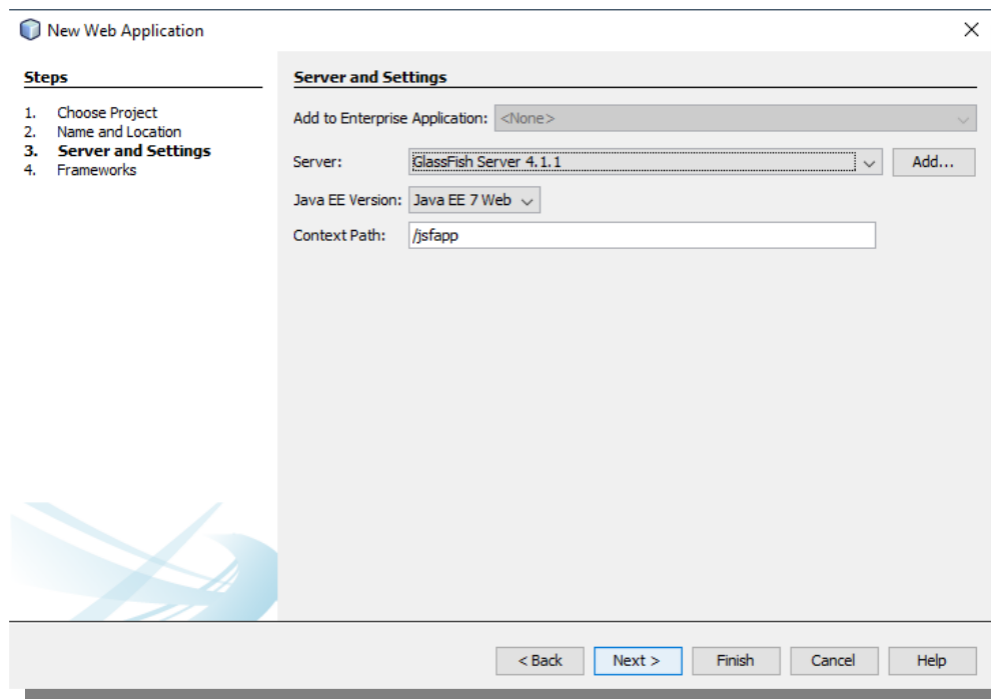 New Web Application
Steps
1. Choose Project
2. Name and Location
3. Server and Settings
4. Frameworks
Server and Settings
Add to Enterprise Application: <None>
Server: GlassFish Server 4.1.1 Add...
Java EE Version: Java EE 7 Web
Context Path: /jsfapp
< Back Next > Finish Cancel Help